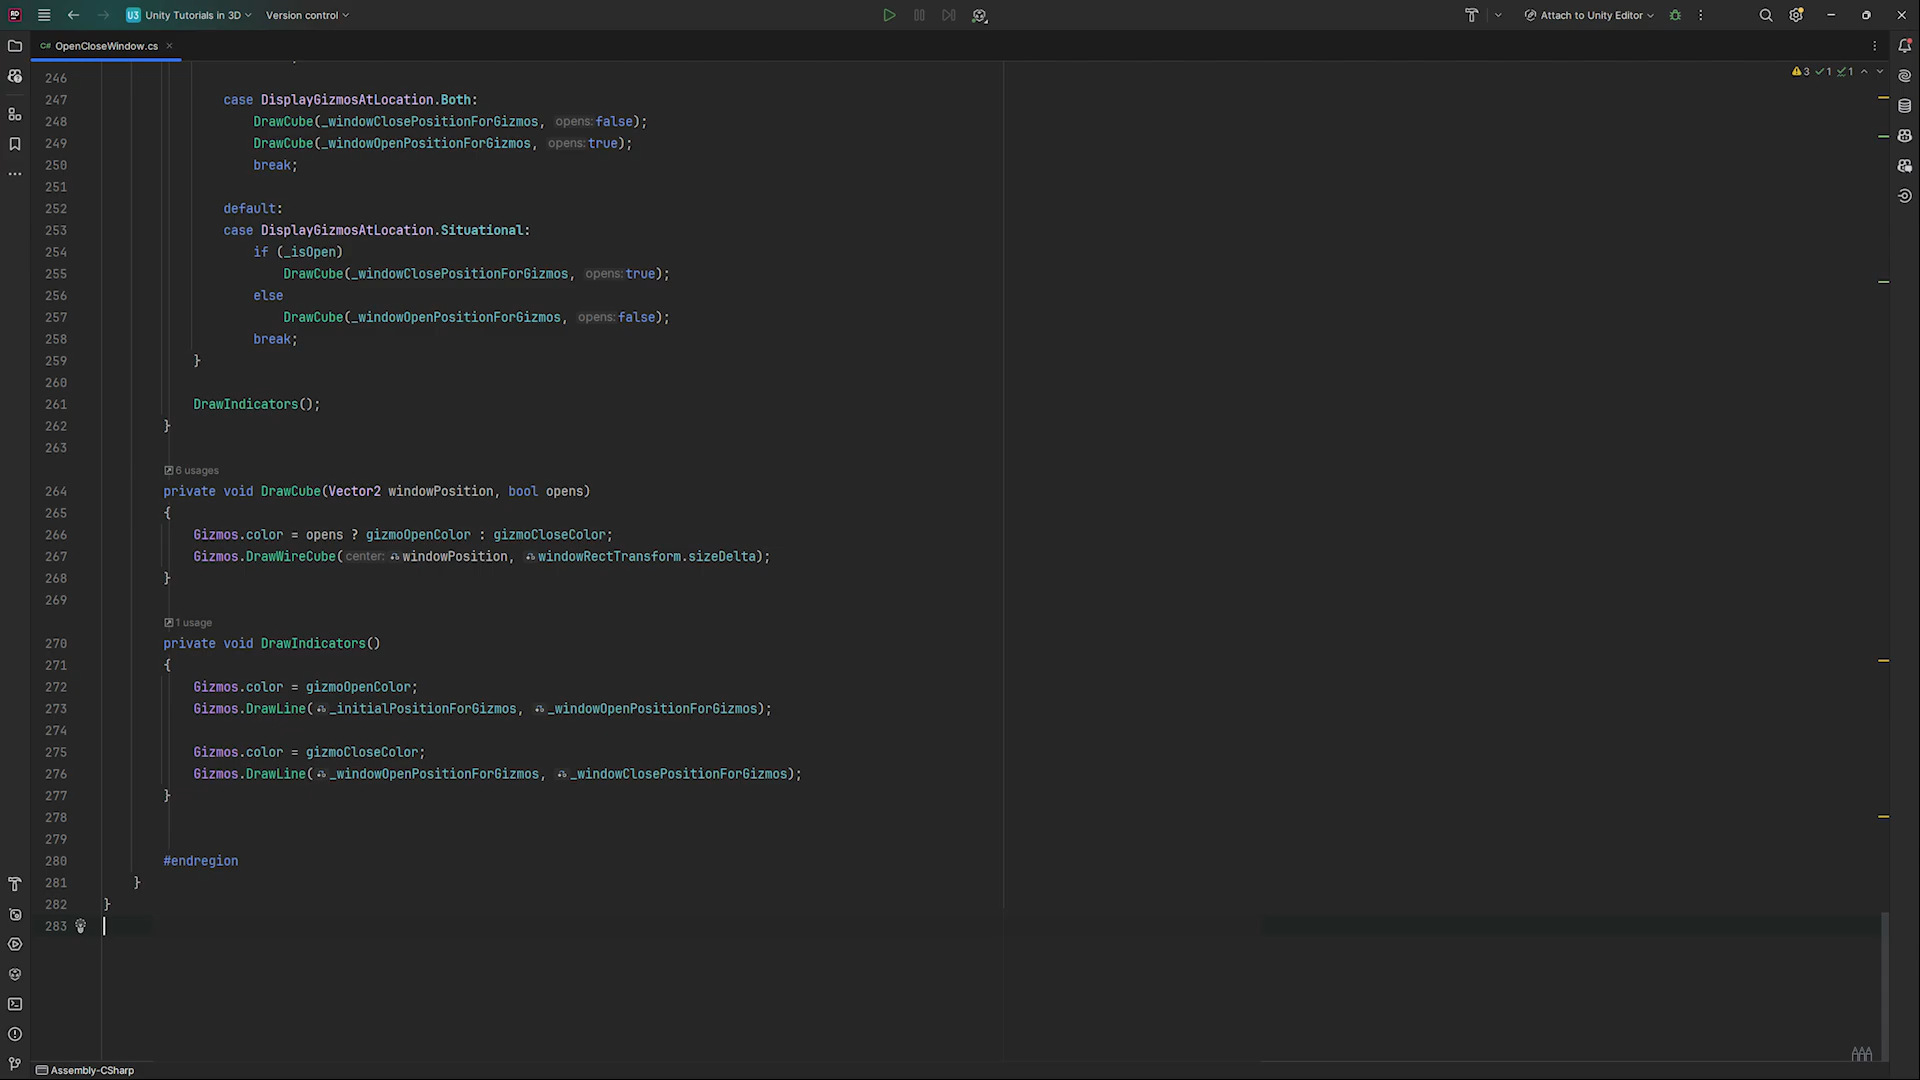 U3 Unity Tutorials in 3D Version control Attach to Unity Editor
C# OpenCloseWindow.cs
3 1 1
246
247 case DisplayGizmosAtLocation.Both:
248 DrawCube(_windowClosePositionForGizmos, opens: false);
249 DrawCube(_windowOpenPositionForGizmos, opens: true);
250 break;
251
252 default:
253 case DisplayGizmosAtLocation.Situational:
254 if (_isOpen)
255 DrawCube(_windowClosePositionForGizmos, opens: true);
256 else
257 DrawCube(_windowOpenPositionForGizmos, opens: false);
258 break;
259 }
260
261 DrawIndicators();
262 }
263
6 usages
264 private void DrawCube(Vector2 windowPosition, bool opens)
265 {
266 Gizmos.color = opens ? gizmoOpenColor : gizmoCloseColor;
267 Gizmos.DrawWireCube(center: windowPosition, windowRectTransform.sizeDelta);
268 }
269
1 usage
270 private void DrawIndicators()
271 {
272 Gizmos.color = gizmoOpenColor;
273 Gizmos.DrawLine(_initialPositionForGizmos, _windowOpenPositionForGizmos);
274
275 Gizmos.color = gizmoCloseColor;
276 Gizmos.DrawLine(_windowOpenPositionForGizmos, _windowClosePositionForGizmos);
277 }
278
279
280 #endregion
281 }
282 }
283
Assembly-CSharp